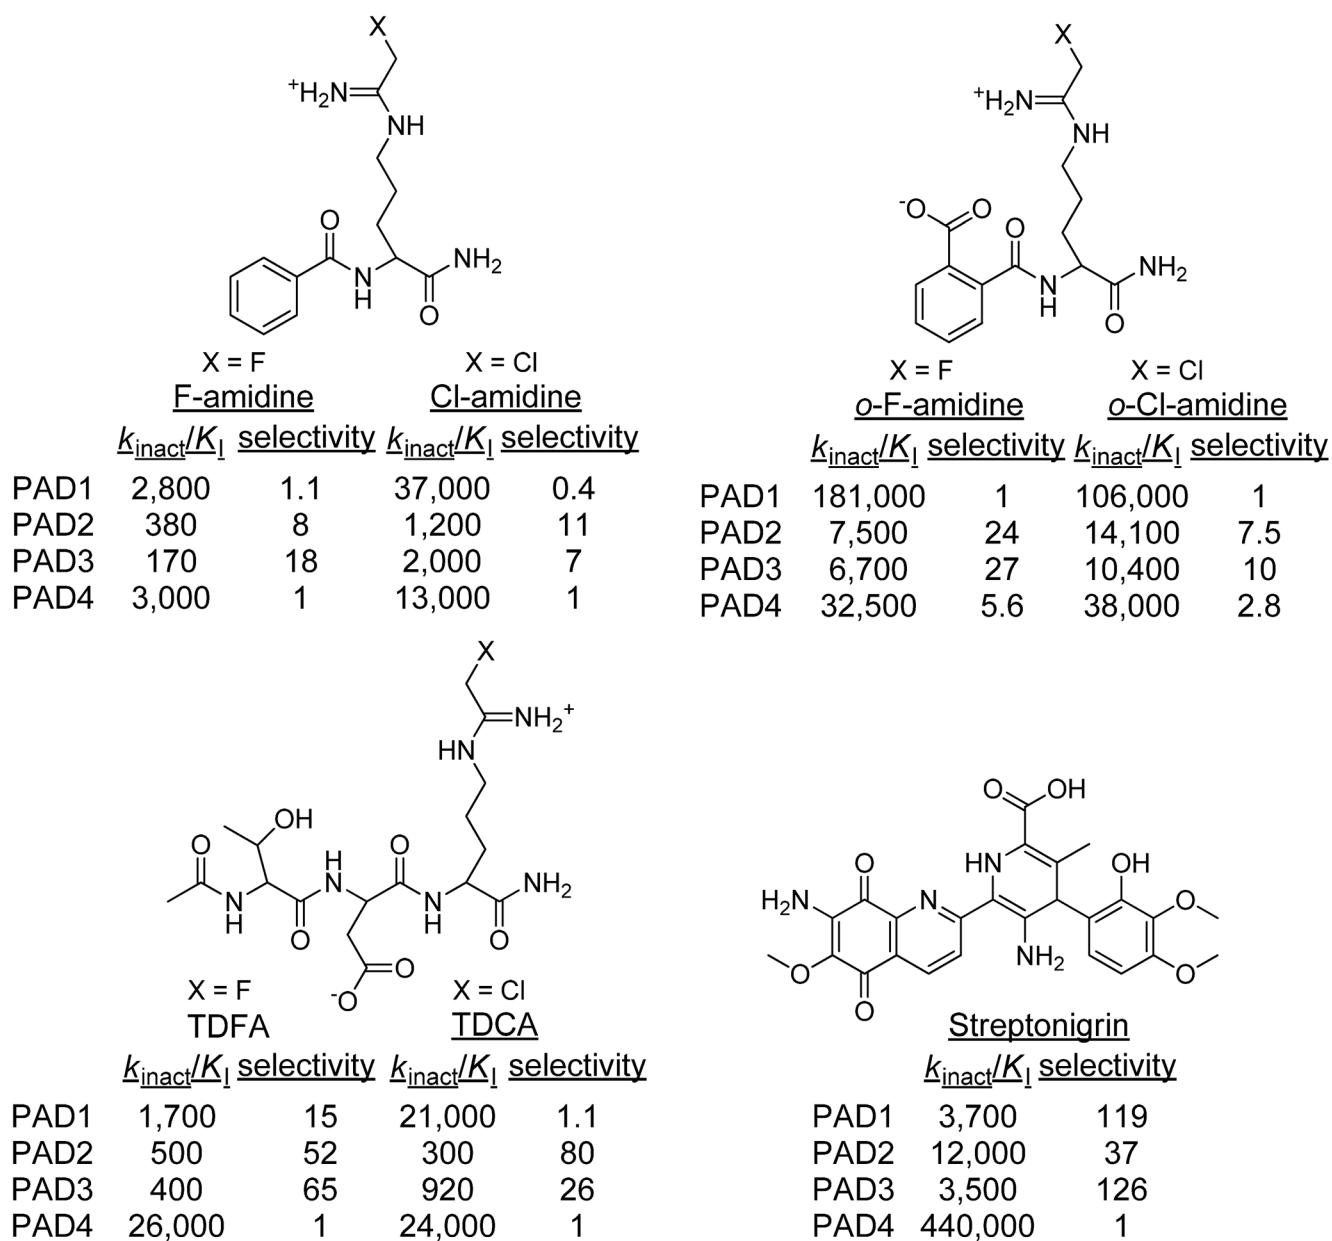 X
+H2N
NH
O
N
H
NH2
O
X = F X = Cl
F-amidine Cl-amidine
kinact/KI selectivity kinact/KI selectivity
PAD1 2,800 1.1 37,000 0.4
PAD2 380 8 1,200 11
PAD3 170 18 2,000 7
PAD4 3,000 1 13,000 1
X
+H2N
NH
-O O
O
N
H
NH2
O
X = F X = Cl
o-F-amidine o-Cl-amidine
kinact/KI selectivity kinact/KI selectivity
PAD1 181,000 1 106,000 1
PAD2 7,500 24 14,100 7.5
PAD3 6,700 27 10,400 10
PAD4 32,500 5.6 38,000 2.8
X
NH2+
HN
OH
O
H
N
O
N
H
O
N
H
NH2
O
O
-O
X = F X = Cl
TDFA TDCA
kinact/KI selectivity kinact/KI selectivity
PAD1 1,700 15 21,000 1.1
PAD2 500 52 300 80
PAD3 400 65 920 26
PAD4 26,000 1 24,000 1
O OH
HN
OH
O
H2N
N
O
O
NH2
O
O
Streptonigrin
kinact/KI selectivity
PAD1 3,700 119
PAD2 12,000 37
PAD3 3,500 126
PAD4 440,000 1